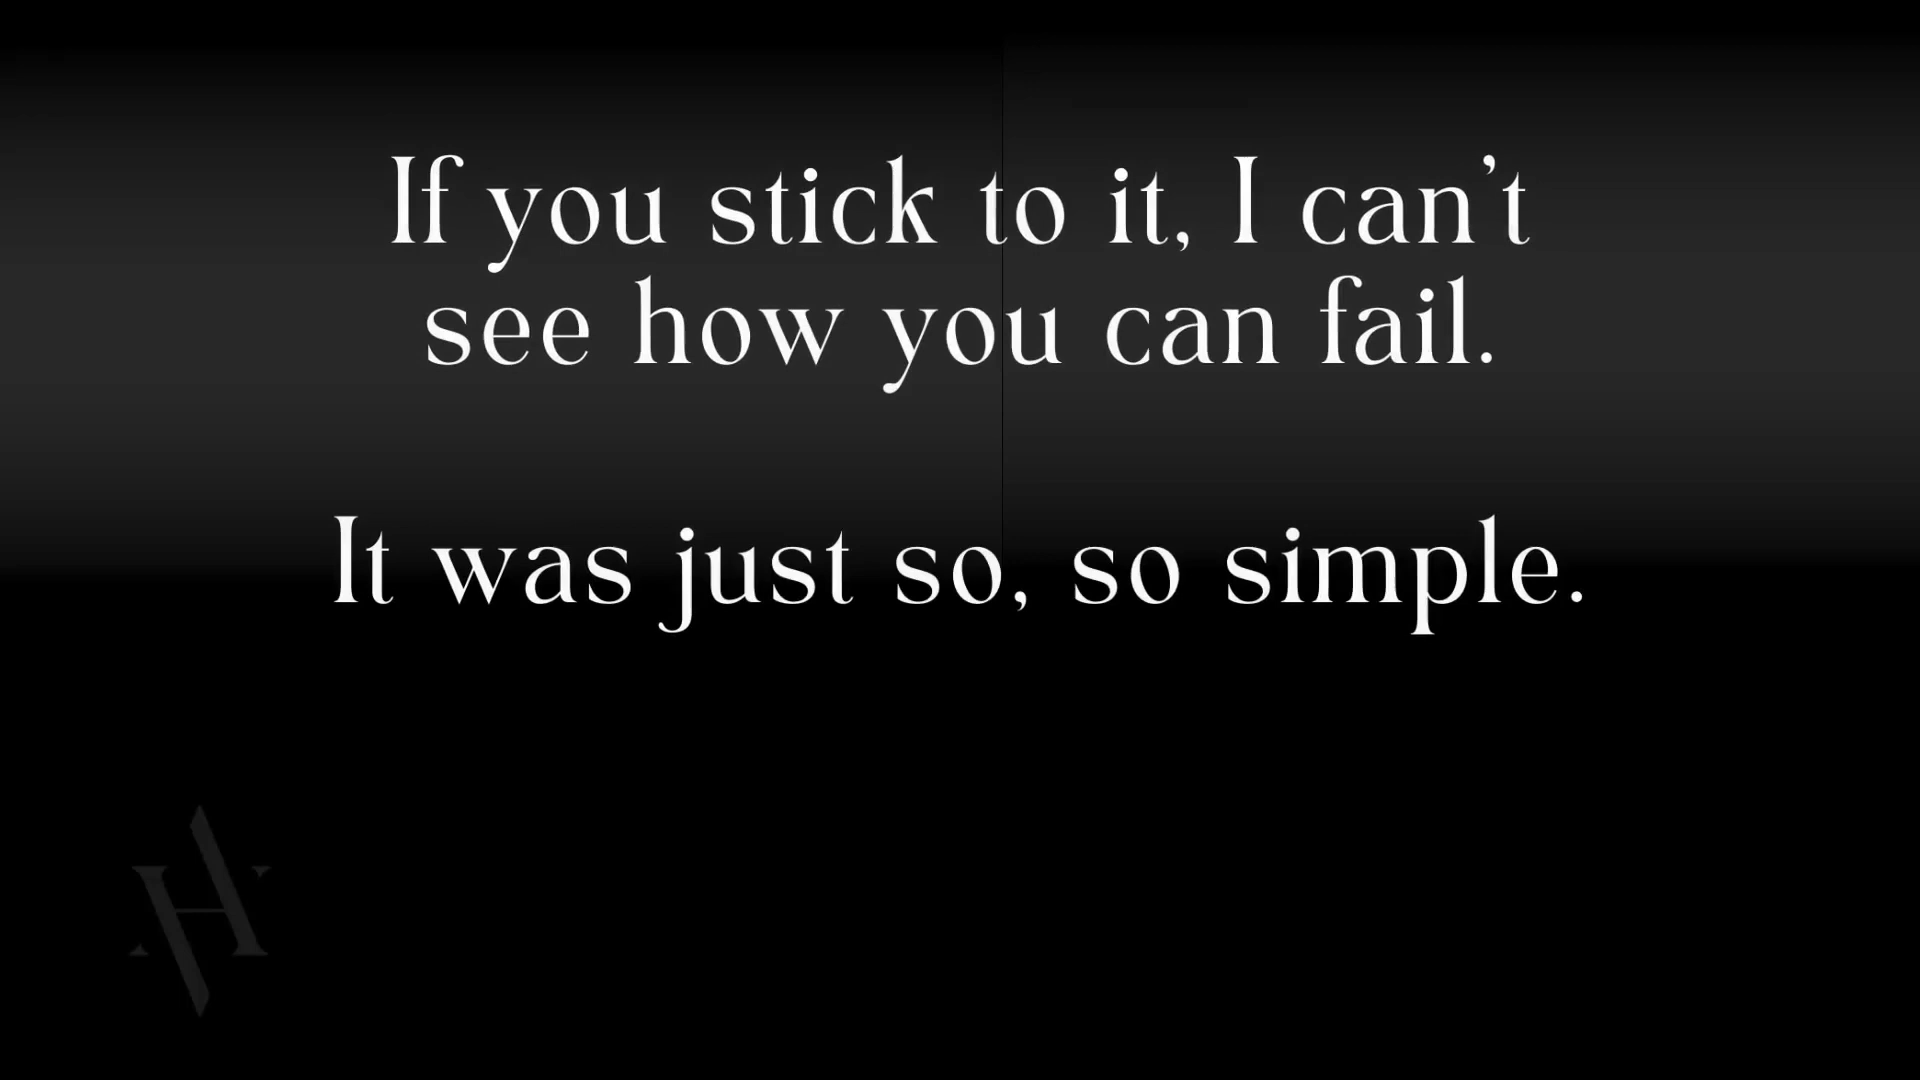 If you stick to it, I can’t
see how you can fail.
It was just so, so simple.